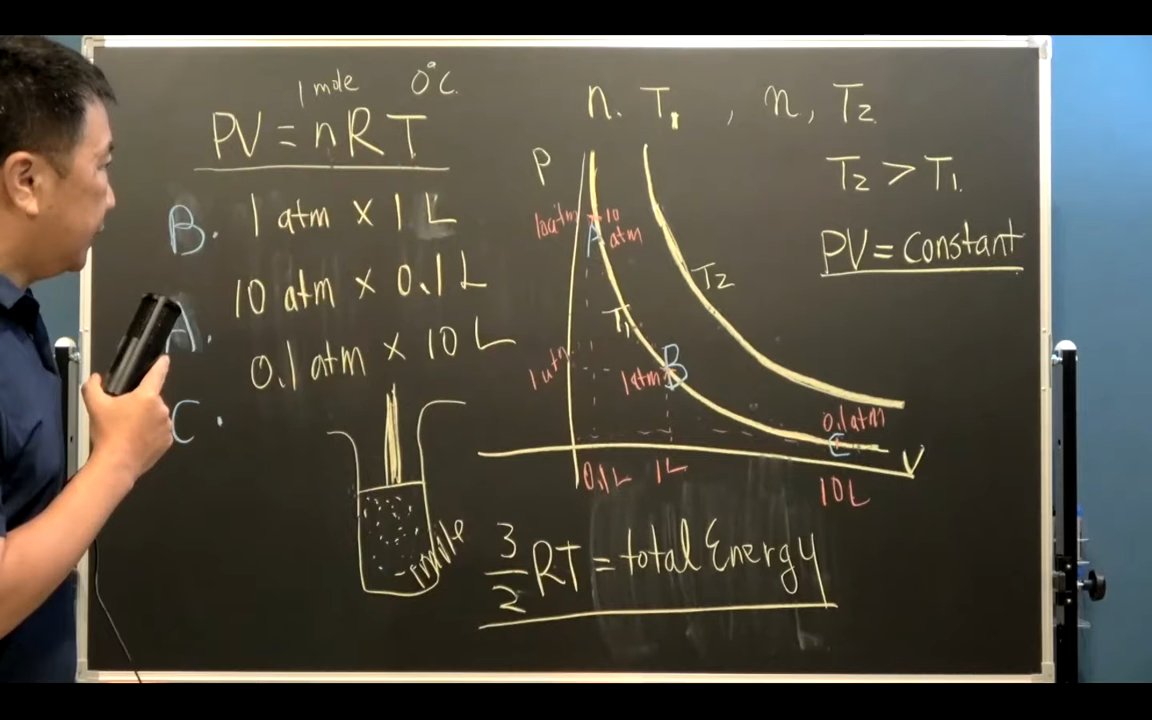 1 mole 0°C.
PV = nRT
B. 1 atm × 1 L
A. 10 atm × 0.1 L
C. 0.1 atm × 10 L
1 mole
n. T₁, n, T₂
T₂ > T₁.
PV = constant
P
10 atm
A
T₂
T₁
B
1 atm
0.1 atm
C
V
0.1 L 1 L 10 L
3/2 RT = total Energy